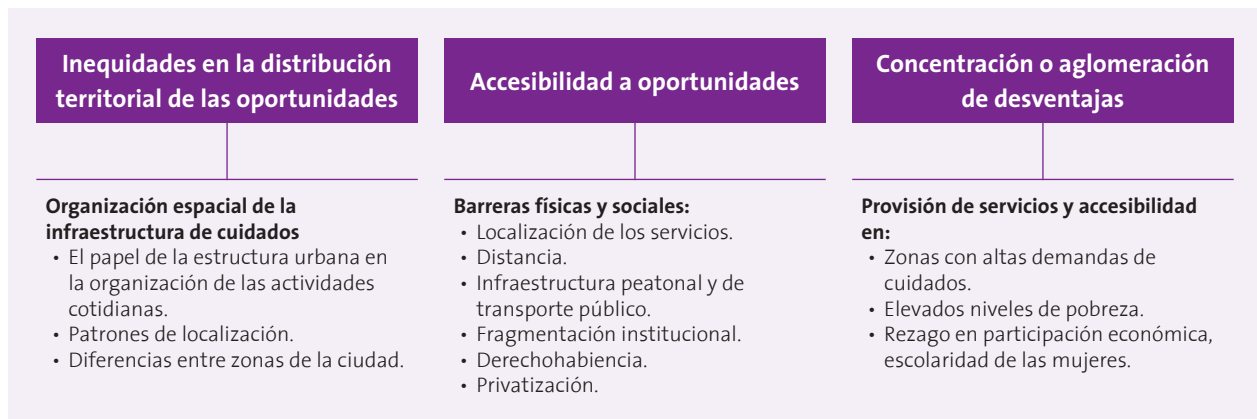 Inequidades en la distribución
territorial de las oportunidades
Organización espacial de la
infraestructura de cuidados
• El papel de la estructura urbana en
la organización de las actividades
cotidianas.
• Patrones de localización.
• Diferencias entre zonas de la ciudad.
Accesibilidad a oportunidades
Barreras físicas y sociales:
• Localización de los servicios.
• Distancia.
• Infraestructura peatonal y de
transporte público.
• Fragmentación institucional.
• Derechohabiencia.
• Privatización.
Concentración o aglomeración
de desventajas
Provisión de servicios y accesibilidad
en:
• Zonas con altas demandas de
cuidados.
• Elevados niveles de pobreza.
• Rezago en participación económica,
escolaridad de las mujeres.